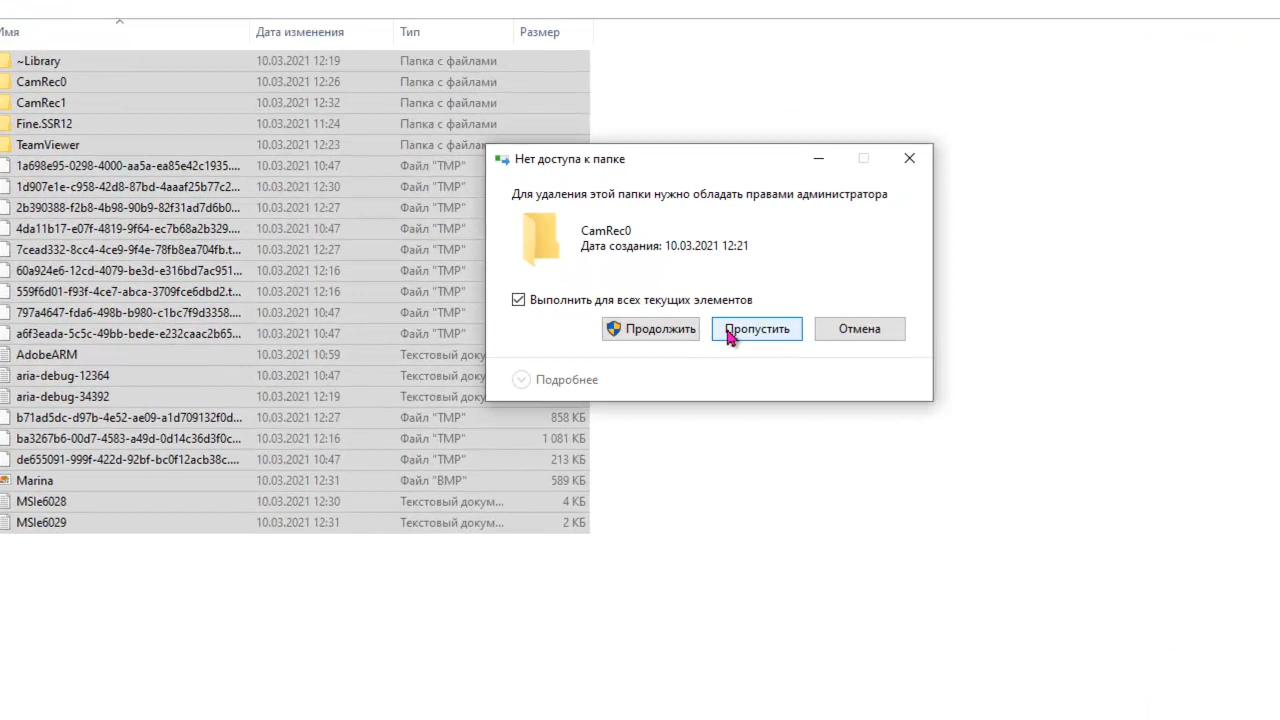 Имя Дата изменения Тип Размер
~Library 10.03.2021 12:19 Папка с файлами
CamRec0 10.03.2021 12:26 Папка с файлами
CamRec1 10.03.2021 12:32 Папка с файлами
Fine.SSR12 10.03.2021 11:24 Папка с файлами
TeamViewer 10.03.2021 12:23 Папка с файлами
1a698e95-0298-4000-aa5a-ea85e42c1935.... 10.03.2021 10:47 Файл "TMP"
1d907e1e-c958-42d8-87bd-4aaaf25b77c2... 10.03.2021 12:30 Файл "TMP"
2b390388-f2b8-4b98-90b9-82f31ad7d6b0... 10.03.2021 12:27 Файл "TMP"
4da11b17-e07f-4819-9f64-ec7b68a2b329.... 10.03.2021 10:47 Файл "TMP"
7cead332-8cc4-4ce9-9f4e-78fb8ea704fb.t... 10.03.2021 12:27 Файл "TMP"
60a924e6-12cd-4079-be3d-e316bd7ac951... 10.03.2021 12:16 Файл "TMP"
559f6d01-f93f-4ce7-abca-3709fce6dbd2.t... 10.03.2021 12:16 Файл "TMP"
797a4647-fda6-498b-b980-c1bc7f9d3358.... 10.03.2021 10:47 Файл "TMP"
a6f3eada-5c5c-49bb-bede-e232caac2b65... 10.03.2021 10:47 Файл "TMP"
AdobeARM 10.03.2021 10:59 Текстовый доку
aria-debug-12364 10.03.2021 10:47 Текстовый доку
aria-debug-34392 10.03.2021 12:19 Текстовый доку
b71ad5dc-d97b-4e52-ae09-a1d709132f0d... 10.03.2021 12:27 Файл "TMP" 858 КБ
ba3267b6-00d7-4583-a49d-0d14c36d3f0c... 10.03.2021 12:16 Файл "TMP" 1 081 КБ
de655091-999f-422d-92bf-bc0f12acb38c.... 10.03.2021 10:47 Файл "TMP" 213 КБ
Marina 10.03.2021 12:31 Файл "BMP" 589 КБ
MSIe6028 10.03.2021 12:30 Текстовый докум... 4 КБ
MSIe6029 10.03.2021 12:31 Текстовый докум... 2 КБ
Нет доступа к папке
Для удаления этой папки нужно обладать правами администратора
CamRec0
Дата создания: 10.03.2021 12:21
Выполнить для всех текущих элементов
Продолжить Пропустить Отмена
Подробнее